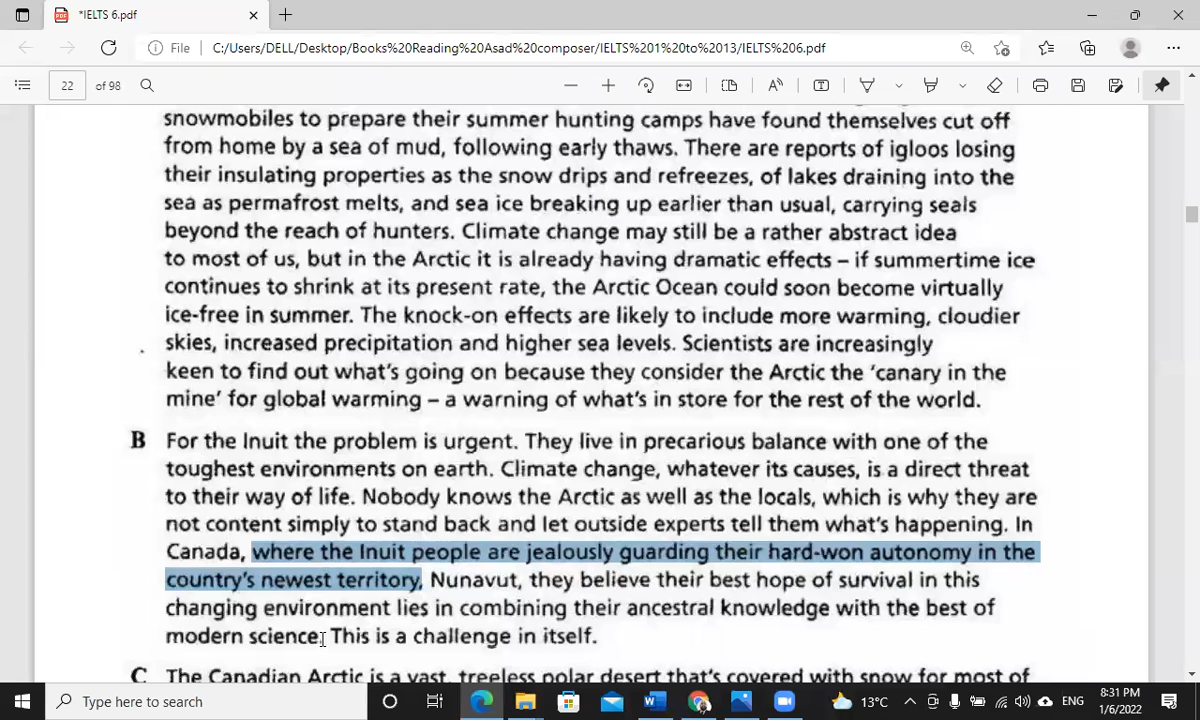 *IELTS 6.pdf
File
C:/Users/DELL/Desktop/Books%20Reading%20Asad%20composer/IELTS%201%20to%2013/IELTS%206.pdf
22 of 98
snowmobiles to prepare their summer hunting camps have found themselves cut off
from home by a sea of mud, following early thaws. There are reports of igloos losing
their insulating properties as the snow drips and refreezes, of lakes draining into the
sea as permafrost melts, and sea ice breaking up earlier than usual, carrying seals
beyond the reach of hunters. Climate change may still be a rather abstract idea
to most of us, but in the Arctic it is already having dramatic effects – if summertime ice
continues to shrink at its present rate, the Arctic Ocean could soon become virtually
ice-free in summer. The knock-on effects are likely to include more warming, cloudier
skies, increased precipitation and higher sea levels. Scientists are increasingly
keen to find out what's going on because they consider the Arctic the 'canary in the
mine' for global warming – a warning of what's in store for the rest of the world.
B For the Inuit the problem is urgent. They live in precarious balance with one of the
toughest environments on earth. Climate change, whatever its causes, is a direct threat
to their way of life. Nobody knows the Arctic as well as the locals, which is why they are
not content simply to stand back and let outside experts tell them what's happening. In
Canada, where the Inuit people are jealously guarding their hard-won autonomy in the
country's newest territory, Nunavut, they believe their best hope of survival in this
changing environment lies in combining their ancestral knowledge with the best of
modern science. This is a challenge in itself.
C The Canadian Arctic is a vast, treeless polar desert that's covered with snow for most of
Type here to search
13°C
ENG
8:31 PM
1/6/2022